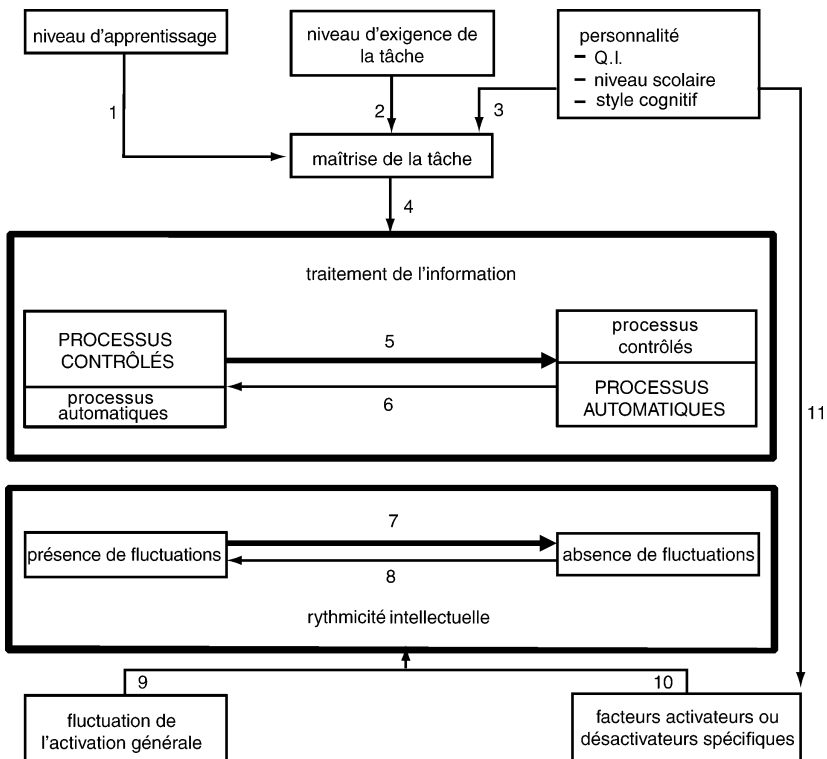 niveau d'apprentissage
niveau d'exigence de
la tâche
personnalité
– Q.I.
– niveau scolaire
– style cognitif
1
2
3
maîtrise de la tâche
4
traitement de l'information
PROCESSUS
CONTRÔLÉS
processus
automatiques
5
6
processus
contrôlés
PROCESSUS
AUTOMATIQUES
11
présence de fluctuations
7
8
absence de fluctuations
rythmicité intellectuelle
9
10
fluctuation de
l'activation générale
facteurs activateurs ou
désactivateurs spécifiques